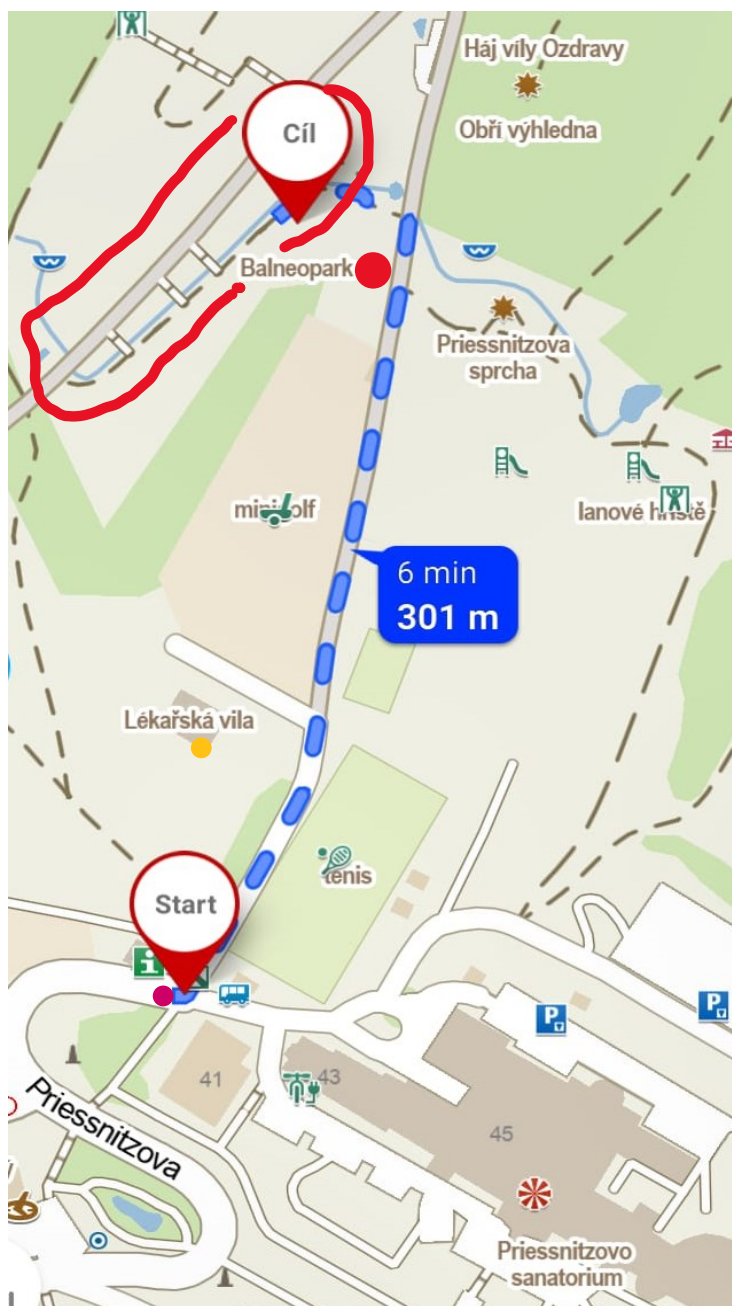 Háj víly Ozdravy
Obří výhledna
Cíl
Balneopark
Priessnitzova
sprcha
minigolf
lanové hřiště
6 min
301 m
Lékařská vila
tenis
Start
P
P
41
43
45
Priessnitzova
Priessnitzovo
sanatorium